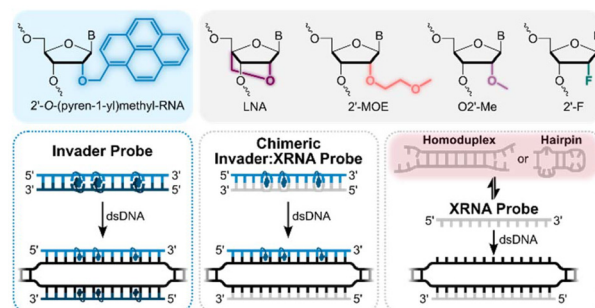 O B
O O
2'-O-(pyren-1-yl)methyl-RNA
O B
O O
LNA
O B
O O O
2'-MOE
O B
O O
O2'-Me
O B
O F
2'-F
Invader Probe
5' 3'
3' 5'
dsDNA
5' 3'
3' 5'
Chimeric
Invader:XRNA Probe
5' 3'
3' 5'
dsDNA
5' 3'
3' 5'
Homoduplex or Hairpin
XRNA Probe
5' 3'
dsDNA
5' 3'